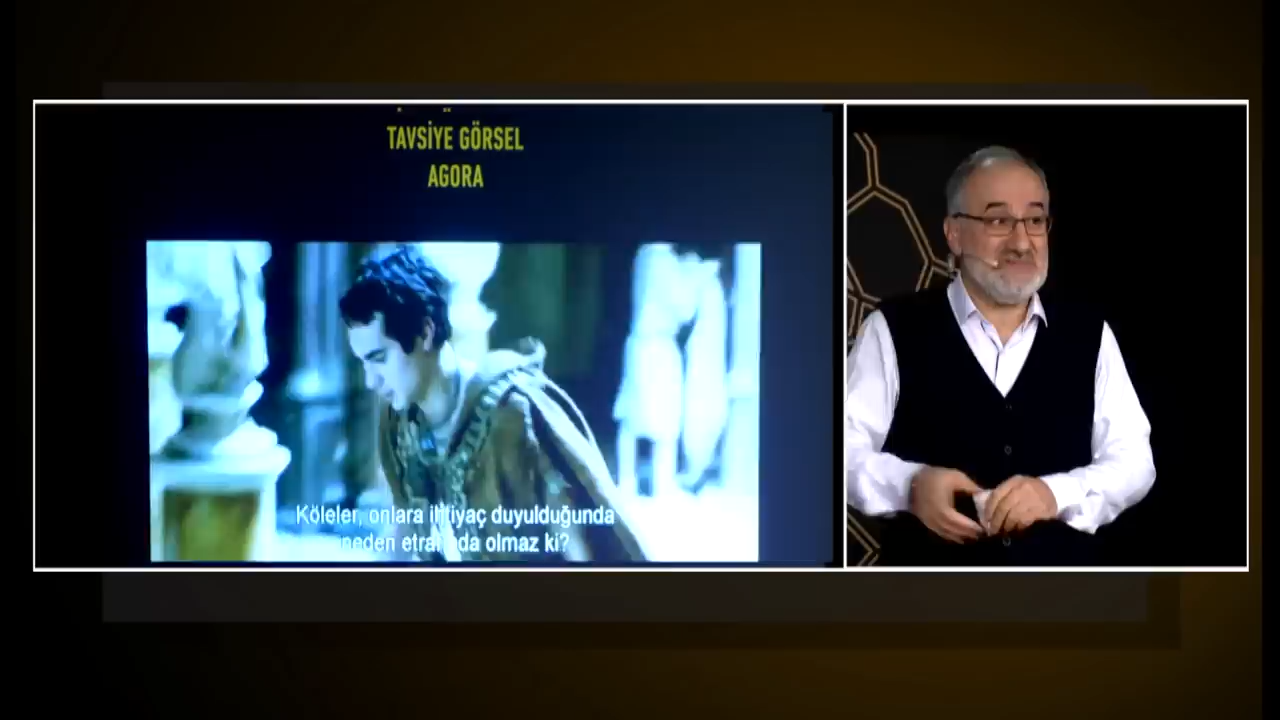 TAVSİYE GÖRSEL
AGORA
Köleler, onlara ihtiyaç duyulduğunda
neden etrafında olmaz ki?